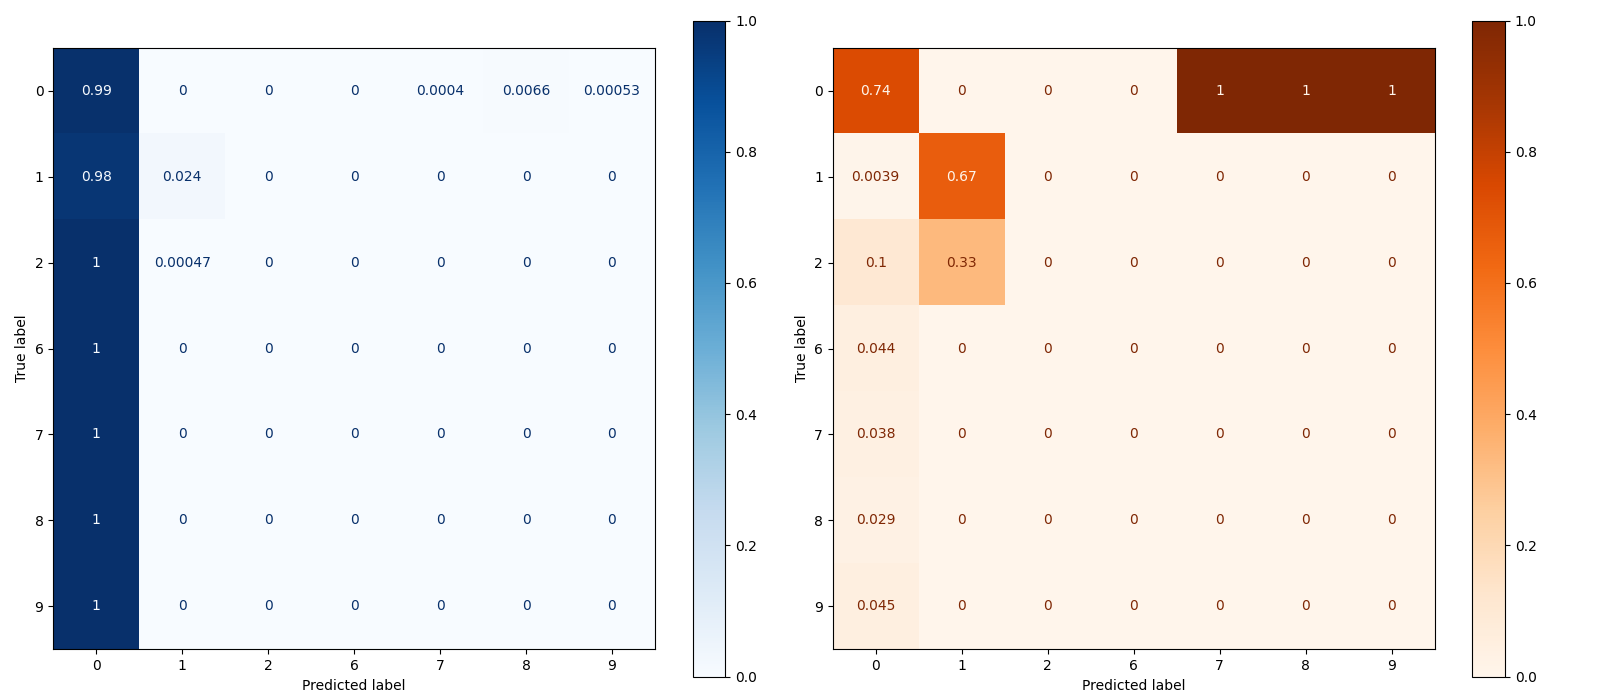 1.0
0 0.99 0 0 0 0.0004 0.0066 0.00053
0.8
1 0.98 0.024 0 0 0 0 0
2 1 0.00047 0 0 0 0 0
0.6
6 1 0 0 0 0 0 0
True label
0.4
7 1 0 0 0 0 0 0
8 1 0 0 0 0 0 0
0.2
9 1 0 0 0 0 0 0
0 1 2 6 7 8 9
0.0
Predicted label
1.0
0 0.74 0 0 0 1 1 1
0.8
1 0.0039 0.67 0 0 0 0 0
2 0.1 0.33 0 0 0 0 0
0.6
6 0.044 0 0 0 0 0 0
True label
0.4
7 0.038 0 0 0 0 0 0
8 0.029 0 0 0 0 0 0
0.2
9 0.045 0 0 0 0 0 0
0 1 2 6 7 8 9
0.0
Predicted label